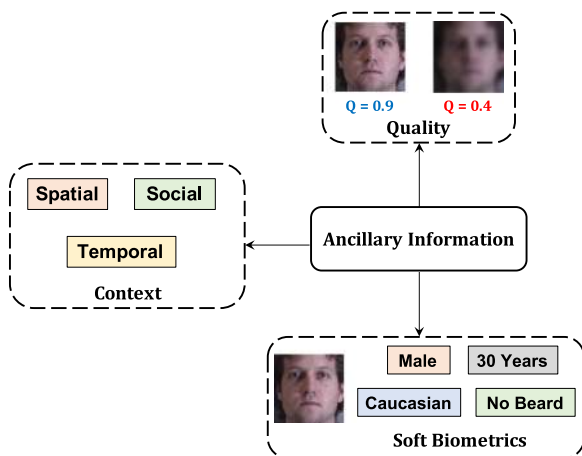 Q = 0.9 Q = 0.4
Quality
Spatial Social
Temporal
Context
Ancillary Information
Male 30 Years
Caucasian No Beard
Soft Biometrics